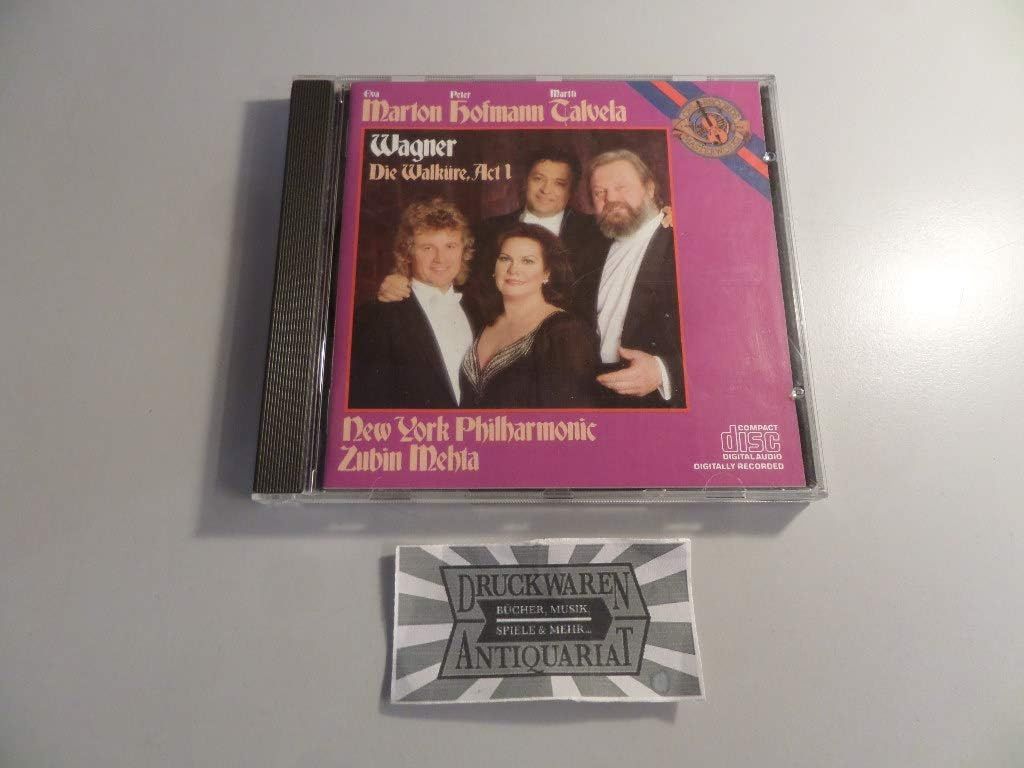 Eva Peter Martti
Marton Hofmann Talvela
Wagner
Die Walküre, Act 1
New York Philharmonic
Zubin Mehta
COMPACT
disc
DIGITAL AUDIO
DIGITALLY RECORDED
DRUCKWAREN
BÜCHER, MUSIK,
SPIELE & MEHR...
ANTIQUARIAT